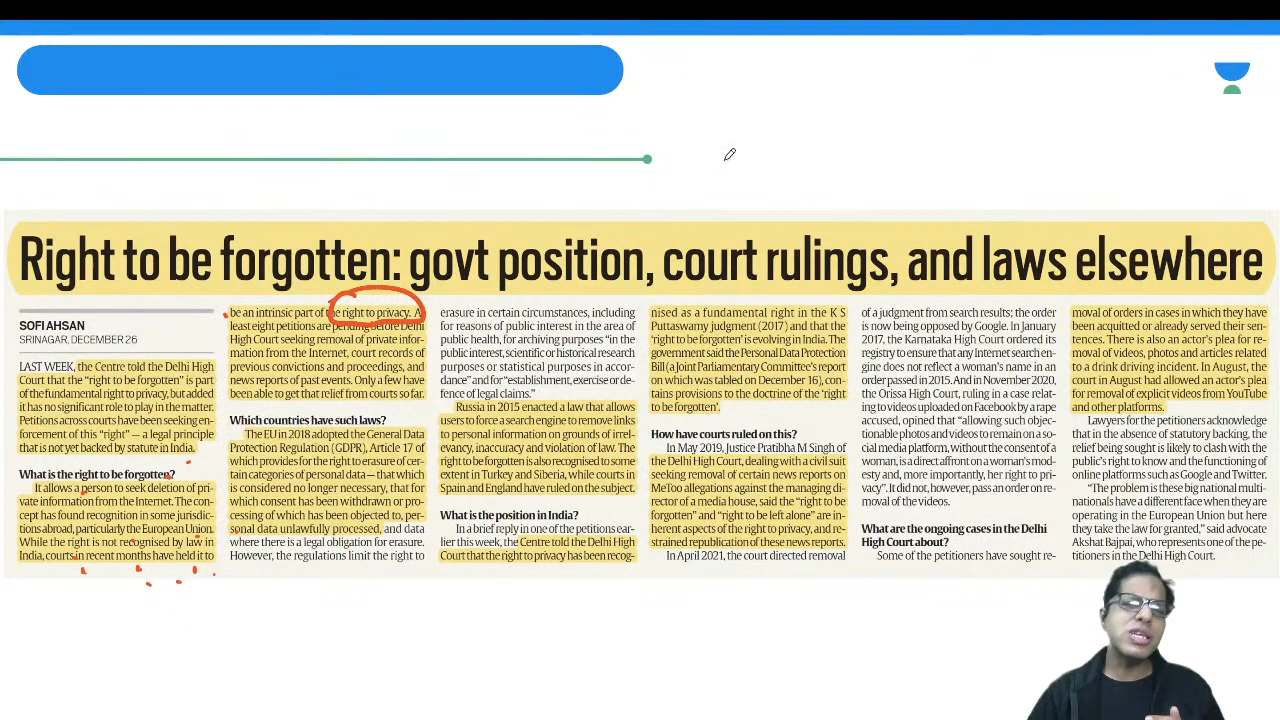 Right to be forgotten: govt position, court rulings, and laws elsewhere
SOFI AHSAN
SRINAGAR, DECEMBER 26
LAST WEEK, the Centre told the Delhi High
Court that the “right to be forgotten” is part
of the fundamental right to privacy, but added
it has no significant role to play in the matter.
Petitions across courts have been seeking en-
forcement of this “right” — a legal principle
that is not yet backed by statute in India.
What is the right to be forgotten?
It allows a person to seek deletion of pri-
vate information from the Internet. The con-
cept has found recognition in some jurisdic-
tions abroad, particularly the European Union.
While the right is not recognised by law in
India, courts in recent months have held it to
be an intrinsic part of the right to privacy. At
least eight petitions are pending before Delhi
High Court seeking removal of private infor-
mation from the Internet, court records of
previous convictions and proceedings, and
news reports of past events. Only a few have
been able to get that relief from courts so far.
Which countries have such laws?
The EU in 2018 adopted the General Data
Protection Regulation (GDPR), Article 17 of
which provides for the right to erasure of cer-
tain categories of personal data — that which
is considered no longer necessary, that for
which consent has been withdrawn or pro-
cessing of which has been objected to, per-
sonal data unlawfully processed, and data
where there is a legal obligation for erasure.
However, the regulations limit the right to
erasure in certain circumstances, including
for reasons of public interest in the area of
public health, for archiving purposes “in the
public interest, scientific or historical research
purposes or statistical purposes in accor-
dance” and for “establishment, exercise or de-
fence of legal claims.”
Russia in 2015 enacted a law that allows
users to force a search engine to remove links
to personal information on grounds of irrel-
evancy, inaccuracy and violation of law. The
right to be forgotten is also recognised to some
extent in Turkey and Siberia, while courts in
Spain and England have ruled on the subject.
What is the position in India?
In a brief reply in one of the petitions ear-
lier this week, the Centre told the Delhi High
Court that the right to privacy has been recog-
nised as a fundamental right in the K S
Puttaswamy judgment (2017) and that the
‘right to be forgotten’ is evolving in India. The
government said the Personal Data Protection
Bill (a Joint Parliamentary Committee’s report
on which was tabled on December 16), con-
tains provisions to the doctrine of the ‘right
to be forgotten’.
How have courts ruled on this?
In May 2019, Justice Pratibha M Singh of
the Delhi High Court, dealing with a civil suit
seeking removal of certain news reports on
MeToo allegations against the managing di-
rector of a media house, said the “right to be
forgotten” and “right to be left alone” are in-
herent aspects of the right to privacy, and re-
strained republication of these news reports.
In April 2021, the court directed removal
of a judgment from search results; the order
is now being opposed by Google. In January
2017, the Karnataka High Court ordered its
registry to ensure that any Internet search en-
gine does not reflect a woman’s name in an
order passed in 2015. And in November 2020,
the Orissa High Court, ruling in a case relat-
ing to videos uploaded on Facebook by a rape
accused, opined that “allowing such objec-
tionable photos and videos to remain on a so-
cial media platform, without the consent of a
woman, is a direct affront on a woman’s mod-
esty and, more importantly, her right to pri-
vacy”. It did not, however, pass an order on re-
moval of the videos.
What are the ongoing cases in the Delhi
High Court about?
Some of the petitioners have sought re-
moval of orders in cases in which they have
been acquitted or already served their sen-
tences. There is also an actor’s plea for re-
moval of videos, photos and articles related
to a drink driving incident. In August, the
court in August had allowed an actor’s plea
for removal of explicit videos from YouTube
and other platforms.
Lawyers for the petitioners acknowledge
that in the absence of statutory backing, the
relief being sought is likely to clash with the
public’s right to know and the functioning of
online platforms such as Google and Twitter.
“The problem is these big national multi-
nationals have a different face when they are
operating in the European Union but here
they take the law for granted.” said advocate
Akshat Bajpai, who represents one of the pe-
titioners in the Delhi High Court.